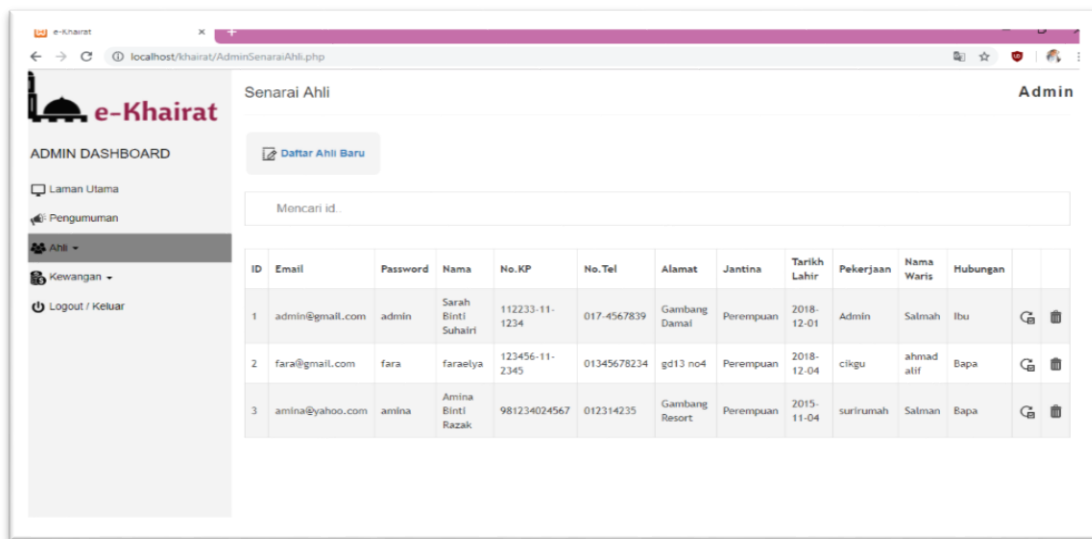 e-Khairat
localhost/khairat/AdminSenaraiAhli.php
e-Khairat
ADMIN DASHBOARD
Laman Utama
Pengumuman
Ahli
Kewangan
Logout / Keluar
Senarai Ahli
Admin
Daftar Ahli Baru
Mencari id..
ID Email Password Nama No.KP No.Tel Alamat Jantina Tarikh Lahir Pekerjaan Nama Waris Hubungan
1 admin@gmail.com admin Sarah Binti Suhairi 112233-11-1234 017-4567839 Gambang Damai Perempuan 2018-12-01 Admin Salmah Ibu
2 fara@gmail.com fara faraelya 123456-11-2345 01345678234 gd13 no4 Perempuan 2018-12-04 cikgu ahmad alif Bapa
3 amina@yahoo.com amina Amina Binti Razak 981234024567 012314235 Gambang Resort Perempuan 2015-11-04 surirumah Salman Bapa